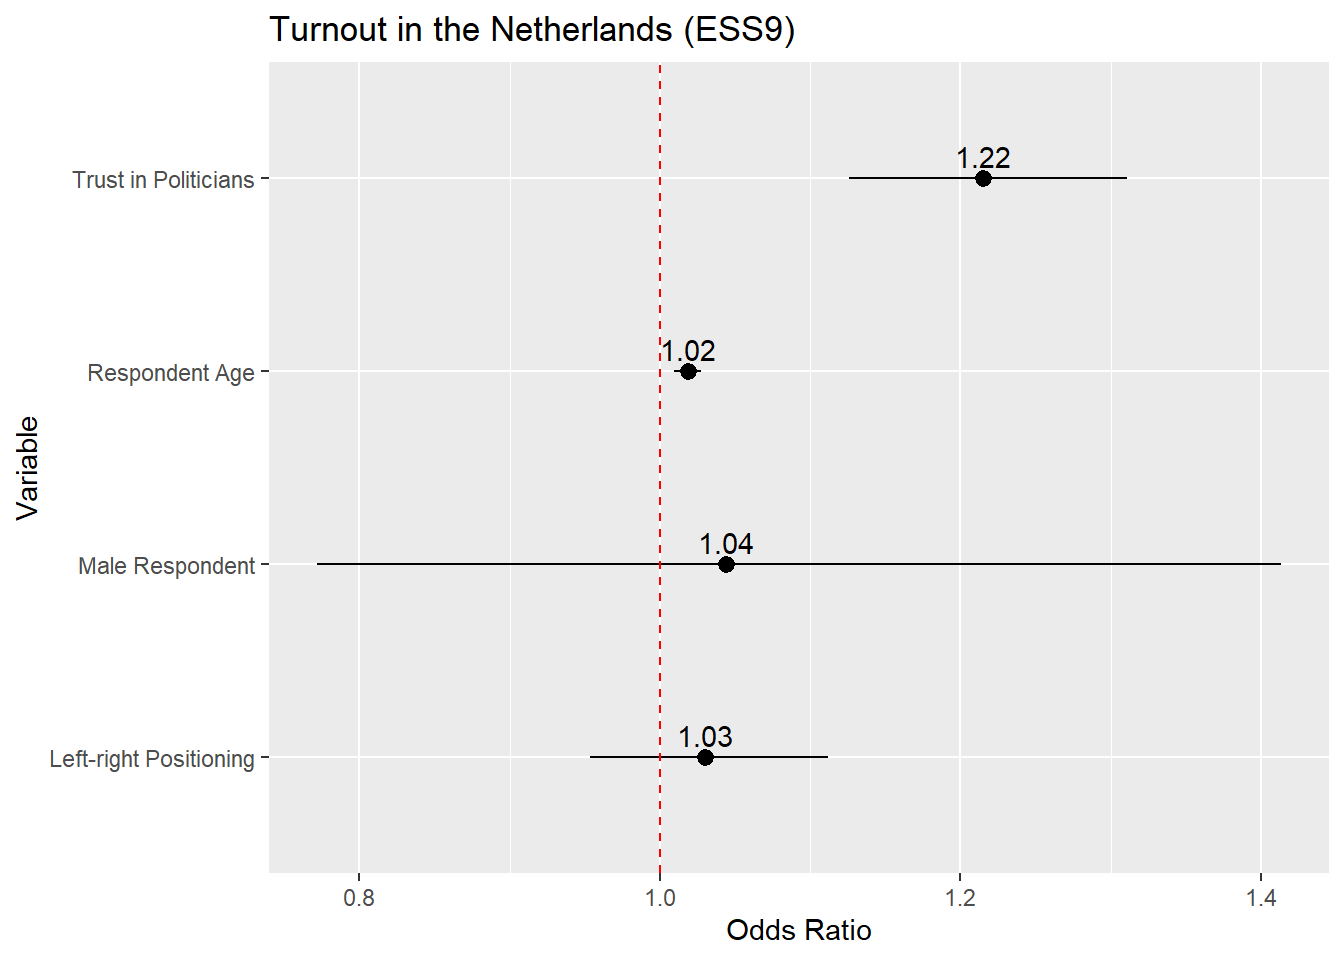 Turnout in the Netherlands (ESS9)
Variable
Trust in Politicians
1.22
Respondent Age
1.02
Male Respondent
1.04
Left-right Positioning
1.03
0.8 1.0 1.2 1.4
Odds Ratio